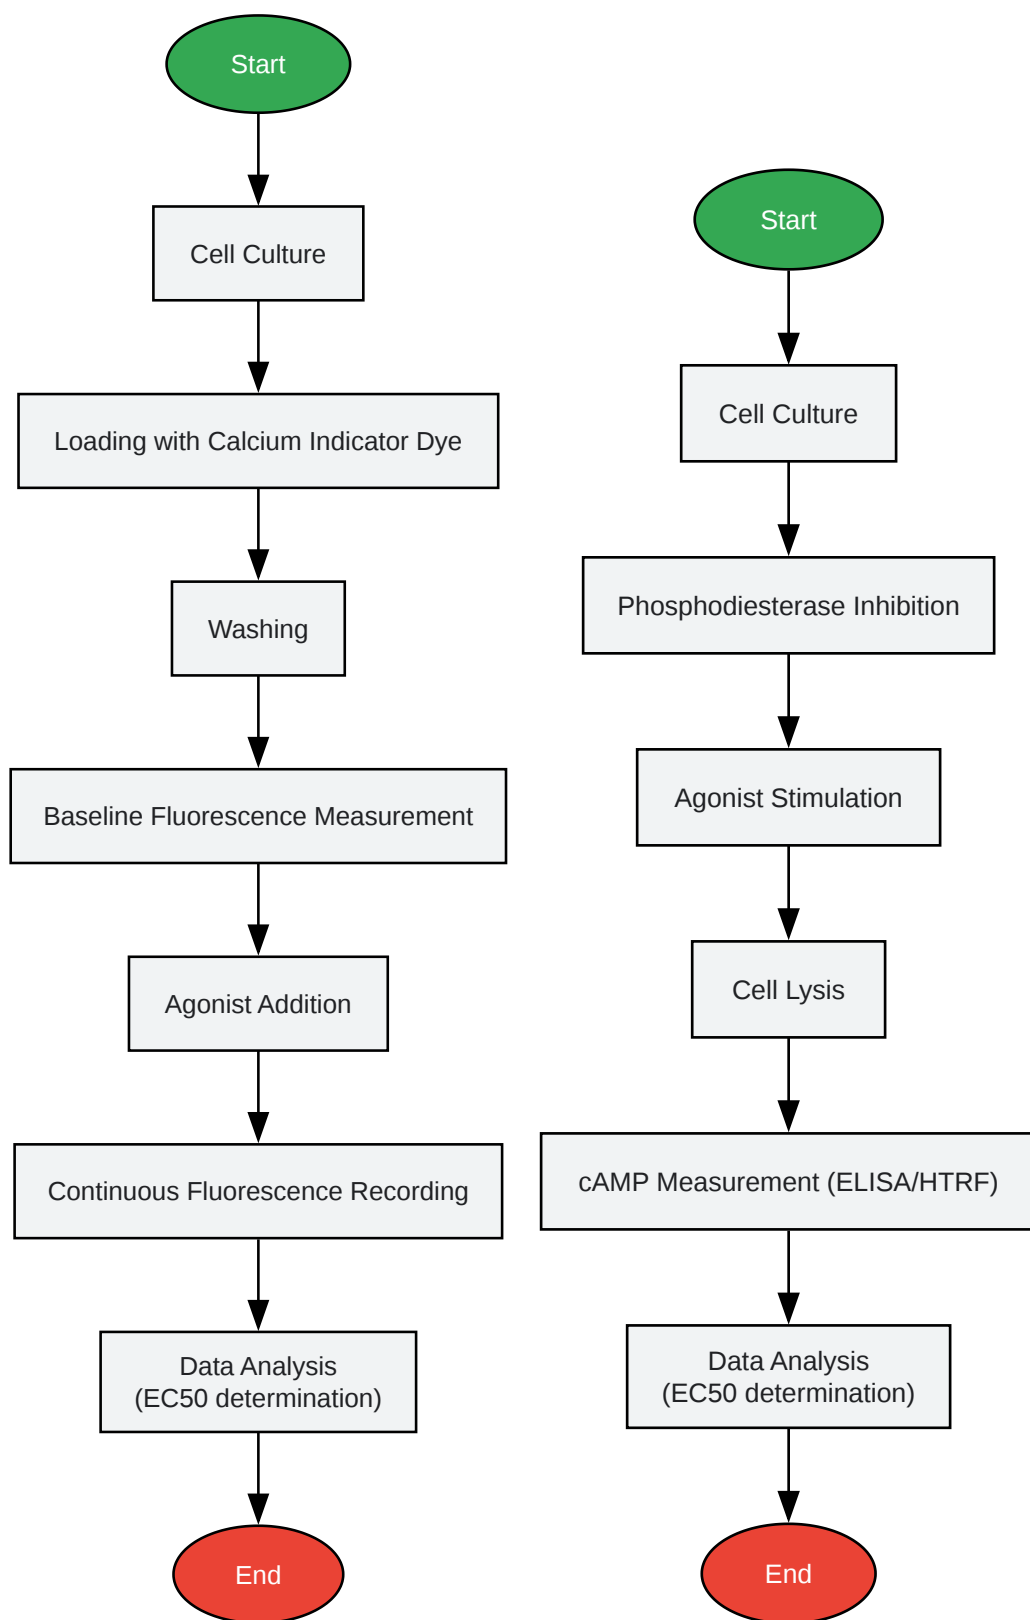 Start
Cell Culture
Loading with Calcium Indicator Dye
Washing
Baseline Fluorescence Measurement
Agonist Addition
Continuous Fluorescence Recording
Data Analysis
(EC50 determination)
End
Start
Cell Culture
Phosphodiesterase Inhibition
Agonist Stimulation
Cell Lysis
cAMP Measurement (ELISA/HTRF)
Data Analysis
(EC50 determination)
End